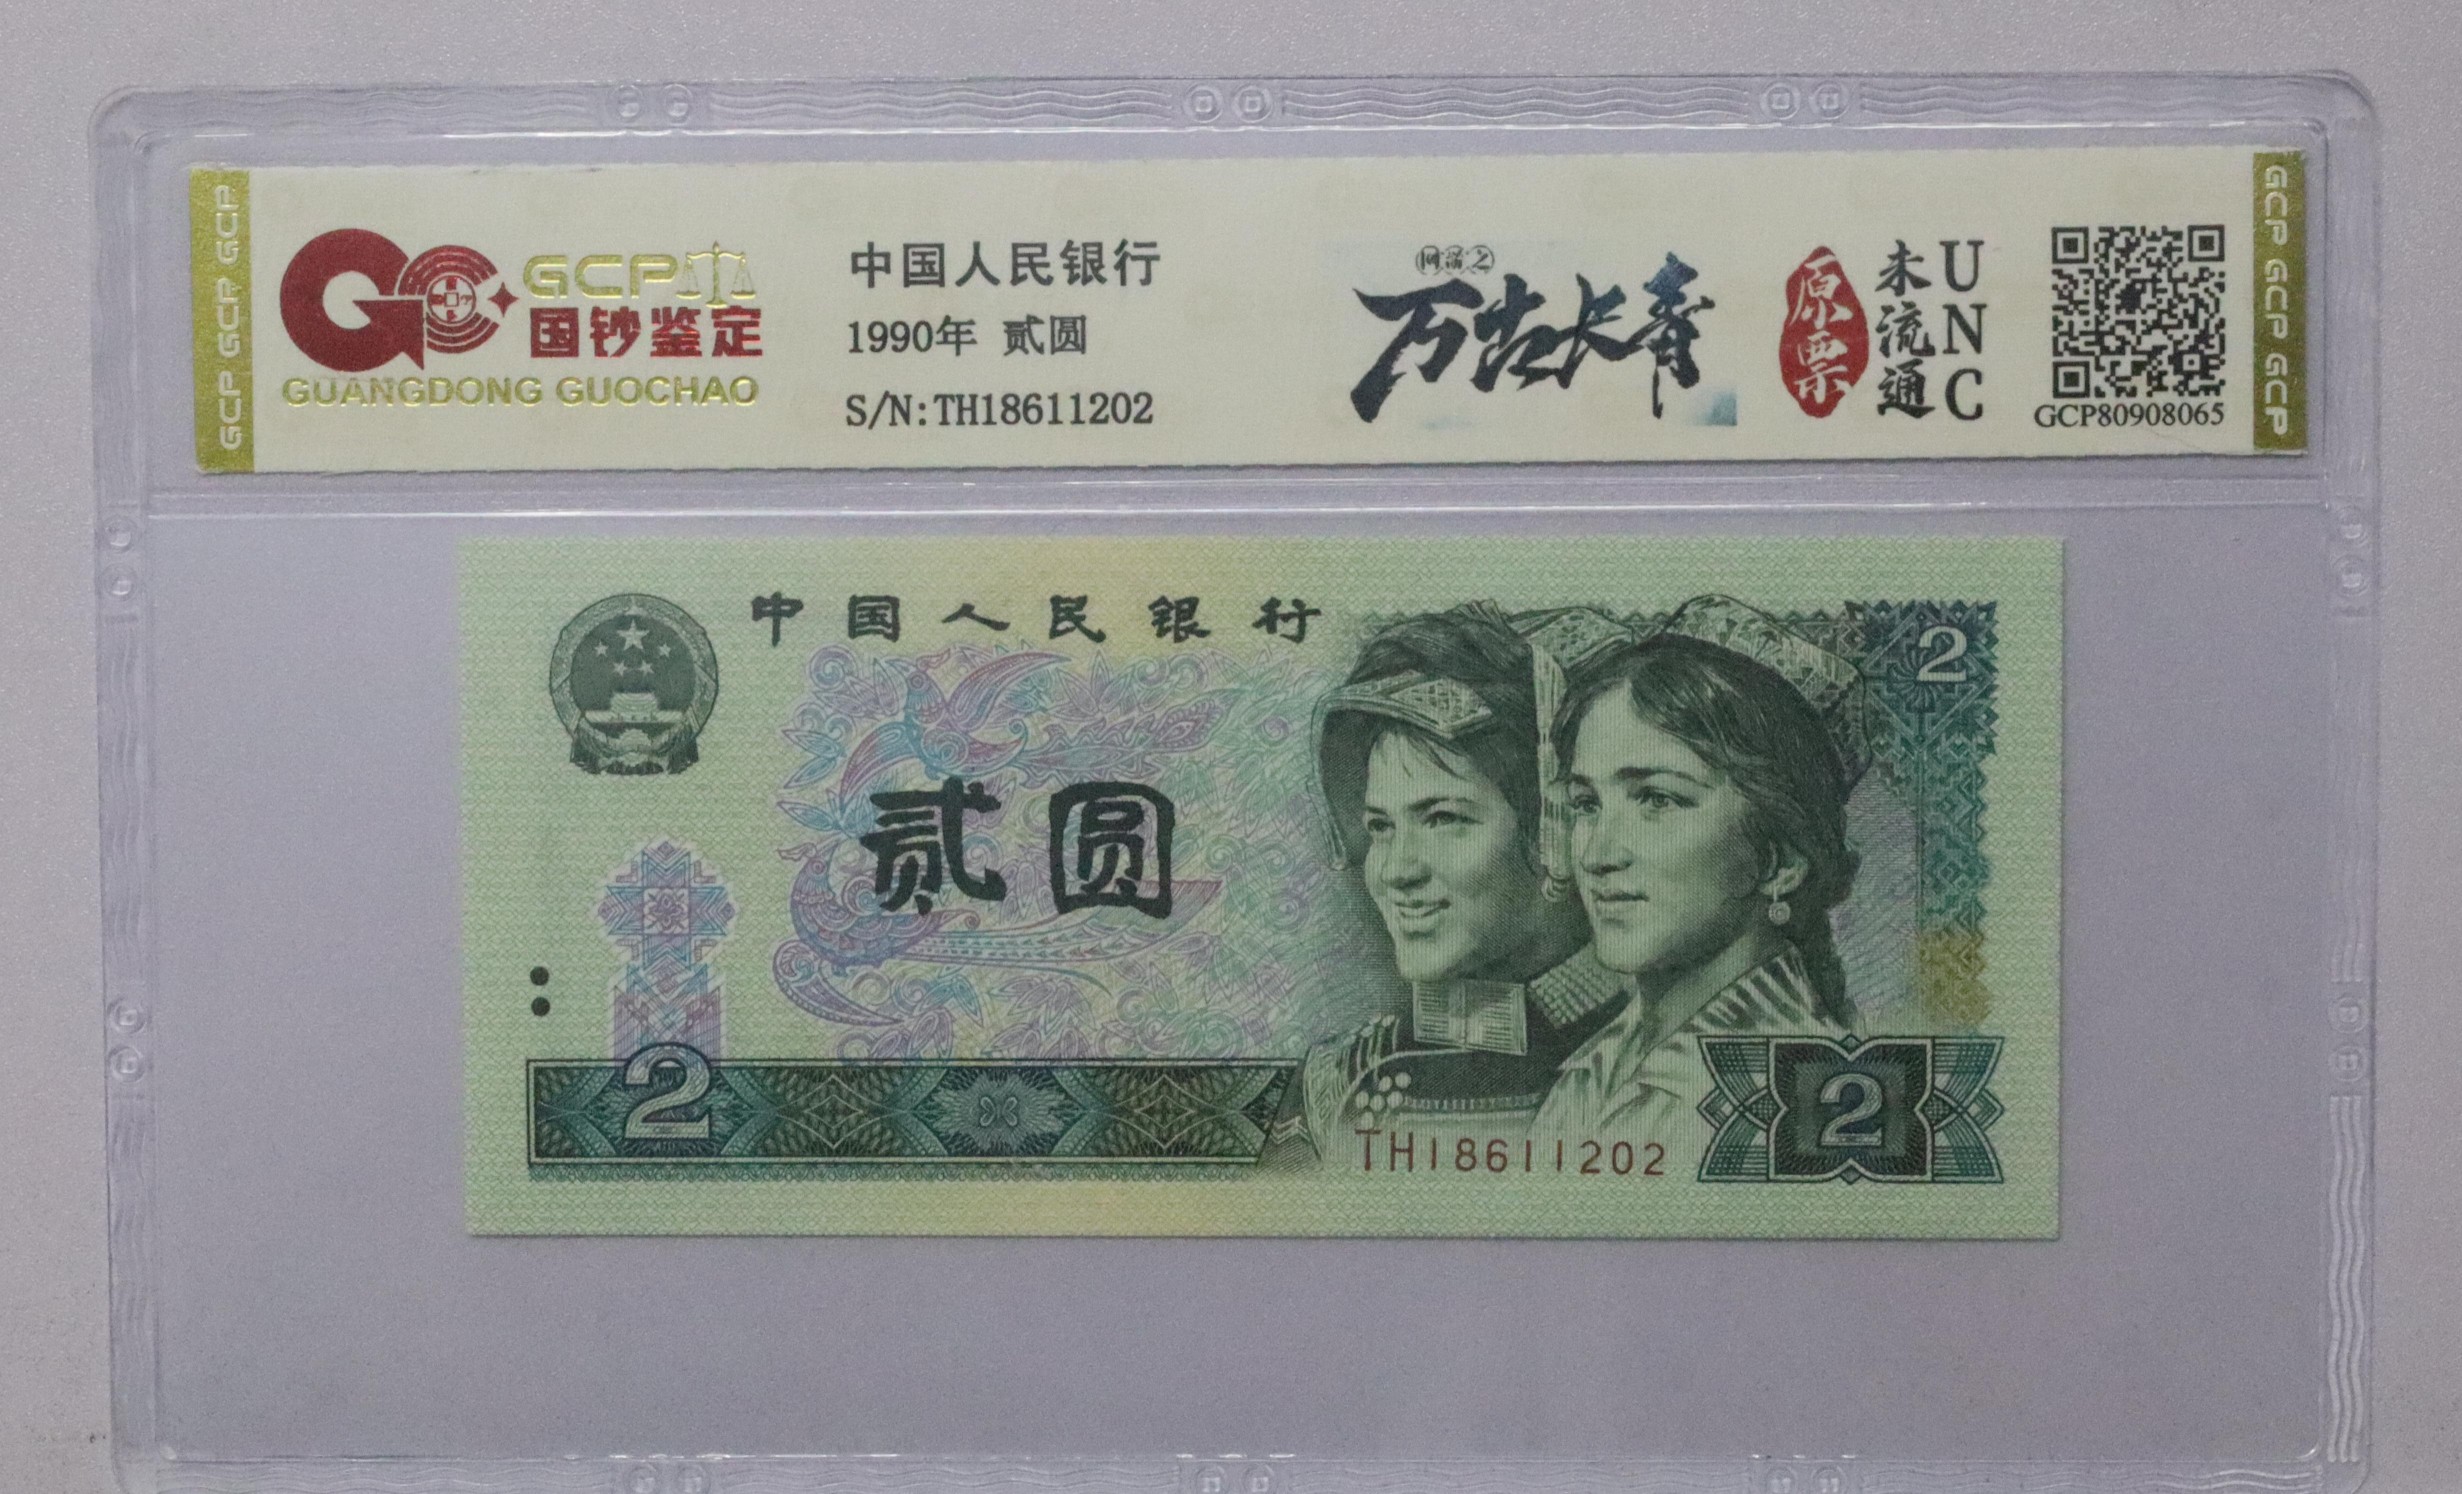 GCP GCP GCP
GCP
国钞鉴定
GUANGDONG GUOCHAO
中国人民银行
1990年 贰圆
S/N:TH18611202
万古长青
原票
未流通
UNC
GCP80908065
GCP GCP GCP
中国人民银行
2
贰圆
2
TH18611202
2